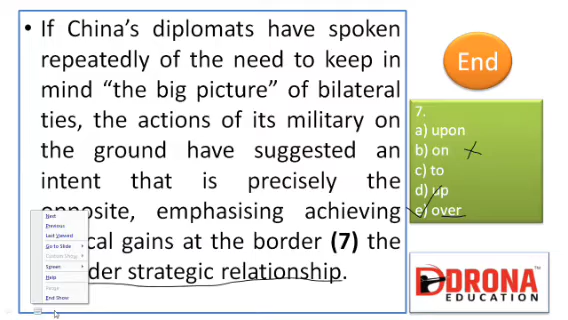 • If China's diplomats have spoken
repeatedly of the need to keep in
mind "the big picture" of bilateral
ties, the actions of its military on
the ground have suggested an
intent that is precisely the
opposite, emphasising achieving
cal gains at the border (7) the
der strategic relationship.
End
7.
a) upon
b) on
c) to
d) up
e) over
Next
Previous
Last Viewed
Go to Slide
Custom Show
Screen
Help
Pause
End Show
DRONA
EDUCATION